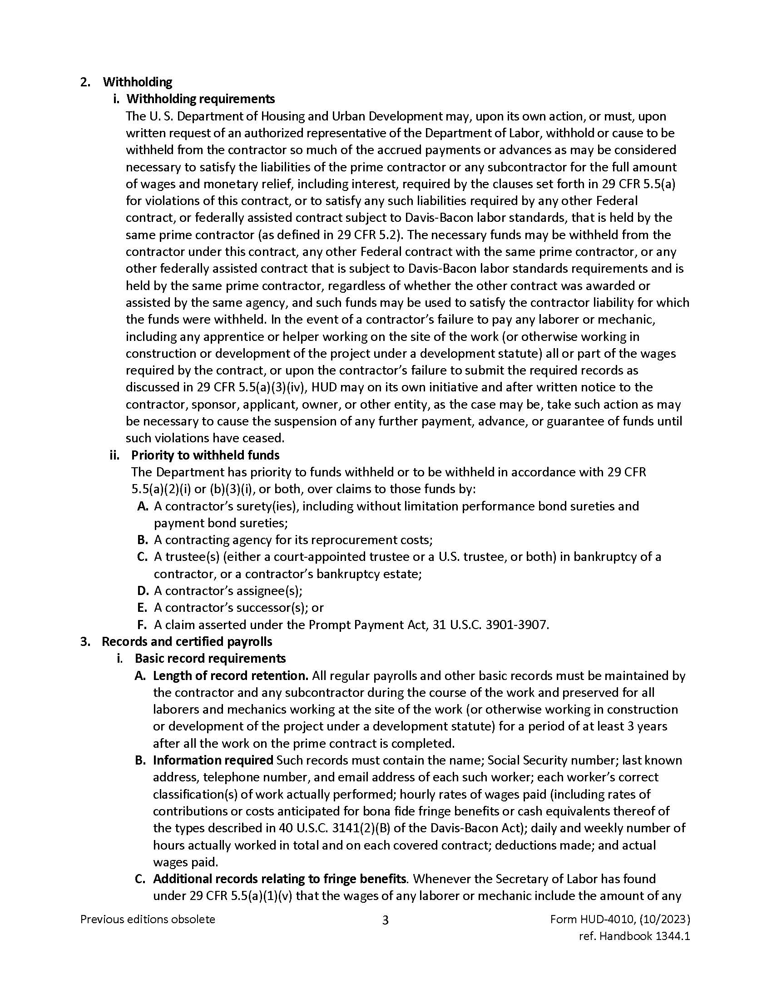 2. Withholding
i. Withholding requirements
The U. S. Department of Housing and Urban Development may, upon its own action, or must, upon
written request of an authorized representative of the Department of Labor, withhold or cause to be
withheld from the contractor so much of the accrued payments or advances as may be considered
necessary to satisfy the liabilities of the prime contractor or any subcontractor for the full amount
of wages and monetary relief, including interest, required by the clauses set forth in 29 CFR 5.5(a)
for violations of this contract, or to satisfy any such liabilities required by any other Federal
contract, or federally assisted contract subject to Davis-Bacon labor standards, that is held by the
same prime contractor (as defined in 29 CFR 5.2). The necessary funds may be withheld from the
contractor under this contract, any other Federal contract with the same prime contractor, or any
other federally assisted contract that is subject to Davis-Bacon labor standards requirements and is
held by the same prime contractor, regardless of whether the other contract was awarded or
assisted by the same agency, and such funds may be used to satisfy the contractor liability for which
the funds were withheld. In the event of a contractor’s failure to pay any laborer or mechanic,
including any apprentice or helper working on the site of the work (or otherwise working in
construction or development of the project under a development statute) all or part of the wages
required by the contract, or upon the contractor’s failure to submit the required records as
discussed in 29 CFR 5.5(a)(3)(iv), HUD may on its own initiative and after written notice to the
contractor, sponsor, applicant, owner, or other entity, as the case may be, take such action as may
be necessary to cause the suspension of any further payment, advance, or guarantee of funds until
such violations have ceased.
ii. Priority to withheld funds
The Department has priority to funds withheld or to be withheld in accordance with 29 CFR
5.5(a)(2)(i) or (b)(3)(i), or both, over claims to those funds by:
A. A contractor’s surety(ies), including without limitation performance bond sureties and
payment bond sureties;
B. A contracting agency for its reprocurement costs;
C. A trustee(s) (either a court-appointed trustee or a U.S. trustee, or both) in bankruptcy of a
contractor, or a contractor’s bankruptcy estate;
D. A contractor’s assignee(s);
E. A contractor’s successor(s); or
F. A claim asserted under the Prompt Payment Act, 31 U.S.C. 3901-3907.
3. Records and certified payrolls
i. Basic record requirements
A. Length of record retention. All regular payrolls and other basic records must be maintained by
the contractor and any subcontractor during the course of the work and preserved for all
laborers and mechanics working at the site of the work (or otherwise working in construction
or development of the project under a development statute) for a period of at least 3 years
after all the work on the prime contract is completed.
B. Information required Such records must contain the name; Social Security number; last known
address, telephone number, and email address of each such worker; each worker’s correct
classification(s) of work actually performed; hourly rates of wages paid (including rates of
contributions or costs anticipated for bona fide fringe benefits or cash equivalents thereof of
the types described in 40 U.S.C. 3141(2)(B) of the Davis-Bacon Act); daily and weekly number of
hours actually worked in total and on each covered contract; deductions made; and actual
wages paid.
C. Additional records relating to fringe benefits. Whenever the Secretary of Labor has found
under 29 CFR 5.5(a)(1)(v) that the wages of any laborer or mechanic include the amount of any
Previous editions obsolete 3 Form HUD-4010, (10/2023)
ref. Handbook 1344.1